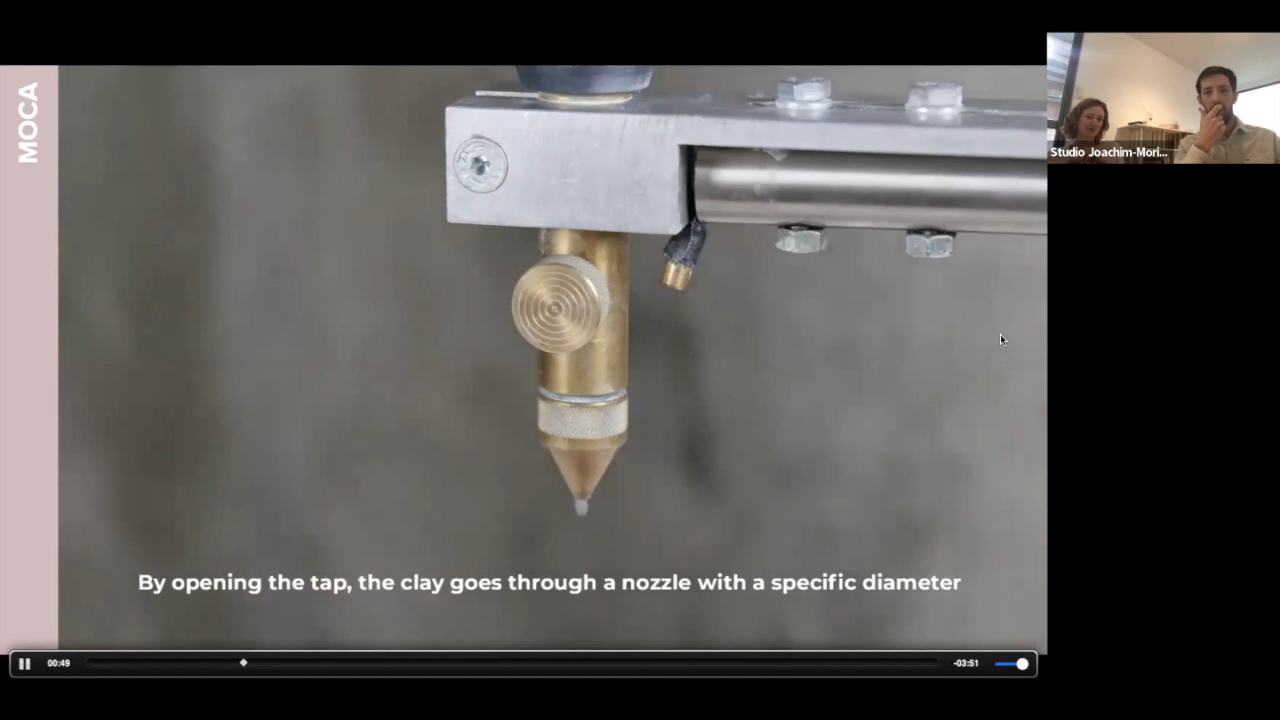 MOCA
Studio Joachim-Mori...
By opening the tap, the clay goes through a nozzle with a specific diameter
00:49
-03:51